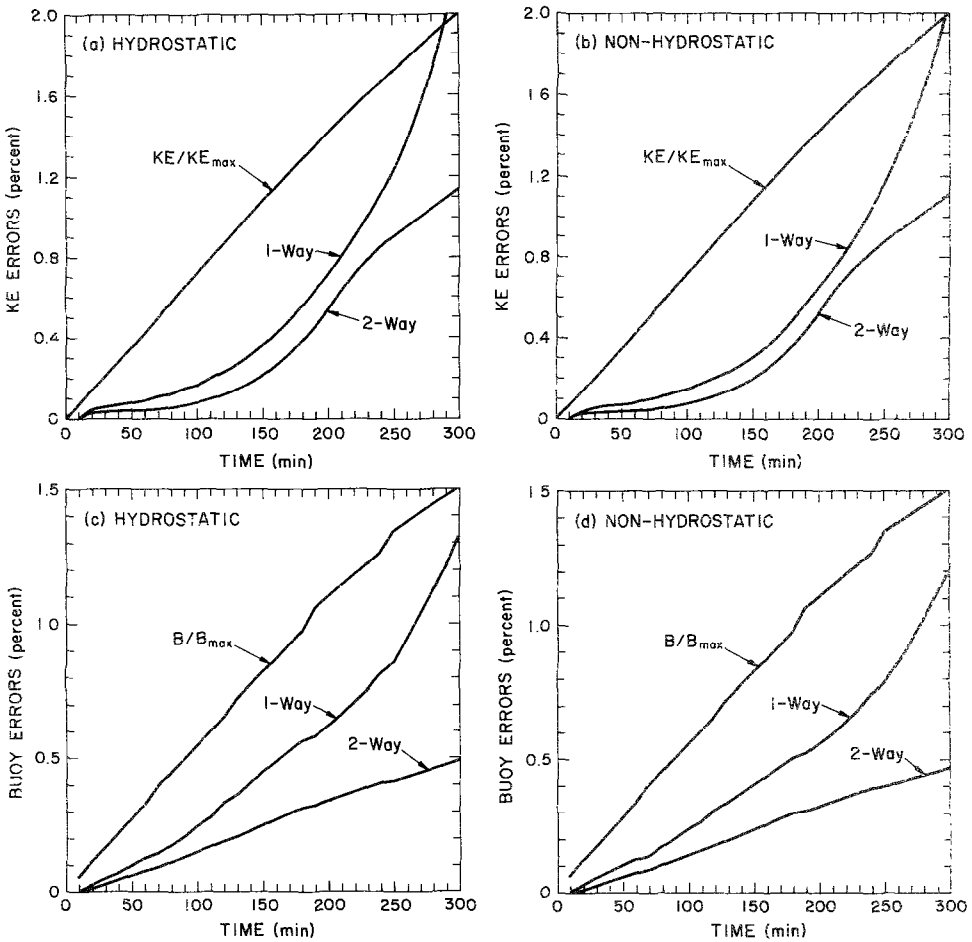 (a) HYDROSTATIC
KE ERRORS (percent)
2.0
1.6
1.2
0.8
0.4
0
KE/KEmax
1-Way
2-Way
0 50 100 150 200 250 300
TIME (min)
(b) NON-HYDROSTATIC
KE ERRORS (percent)
2.0
1.6
1.2
0.8
0.4
0
KE/KEmax
1-Way
2-Way
0 50 100 150 200 250 300
TIME (min)
(c) HYDROSTATIC
BUOY ERRORS (percent)
1.5
1.0
0.5
0
B/Bmax
1-Way
2-Way
0 50 100 150 200 250 300
TIME (min)
(d) NON-HYDROSTATIC
BUOY ERRORS (percent)
1.5
1.0
0.5
0
B/Bmax
1-Way
2-Way
0 50 100 150 200 250 300
TIME (min)